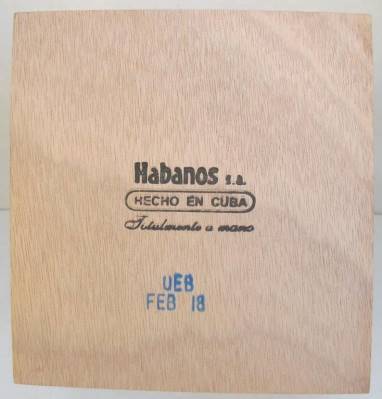 Habanos s.a.
HECHO EN CUBA
Totalmente a mano
UEB
FEB 18